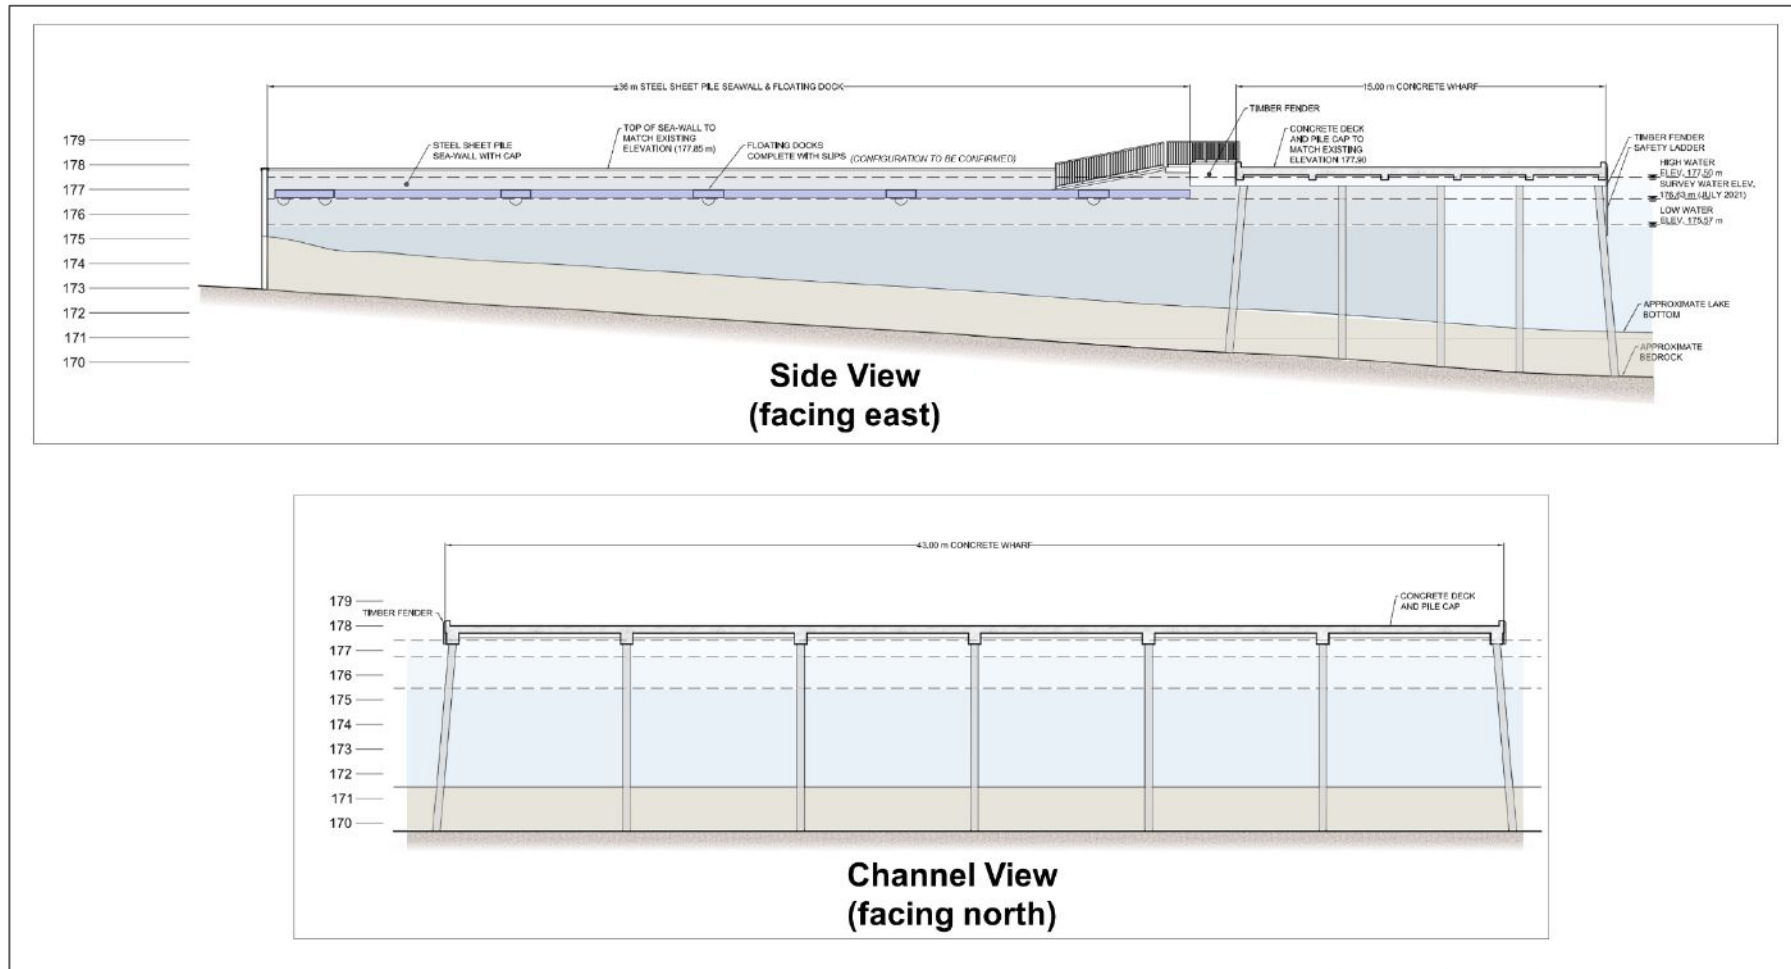 ±36 m STEEL SHEET PILE SEAWALL & FLOATING DOCK
15.00 m CONCRETE WHARF
TIMBER FENDER
179
178
177
176
175
174
173
172
171
170
STEEL SHEET PILE
SEA-WALL WITH CAP
TOP OF SEA-WALL TO
MATCH EXISTING
ELEVATION (177.85 m)
FLOATING DOCKS
COMPLETE WITH SLIPS (CONFIGURATION TO BE CONFIRMED)
CONCRETE DECK
AND PILE CAP TO
MATCH EXISTING
ELEVATION 177.90
TIMBER FENDER
SAFETY LADDER
HIGH WATER
ELEV. 177.50 m
SURVEY WATER ELEV.
176.63 m (JULY 2021)
LOW WATER
ELEV. 175.57 m
APPROXIMATE LAKE
BOTTOM
APPROXIMATE
BEDROCK
Side View
(facing east)
43.00 m CONCRETE WHARF
179
178
177
176
175
174
173
172
171
170
TIMBER FENDER
CONCRETE DECK
AND PILE CAP
Channel View
(facing north)